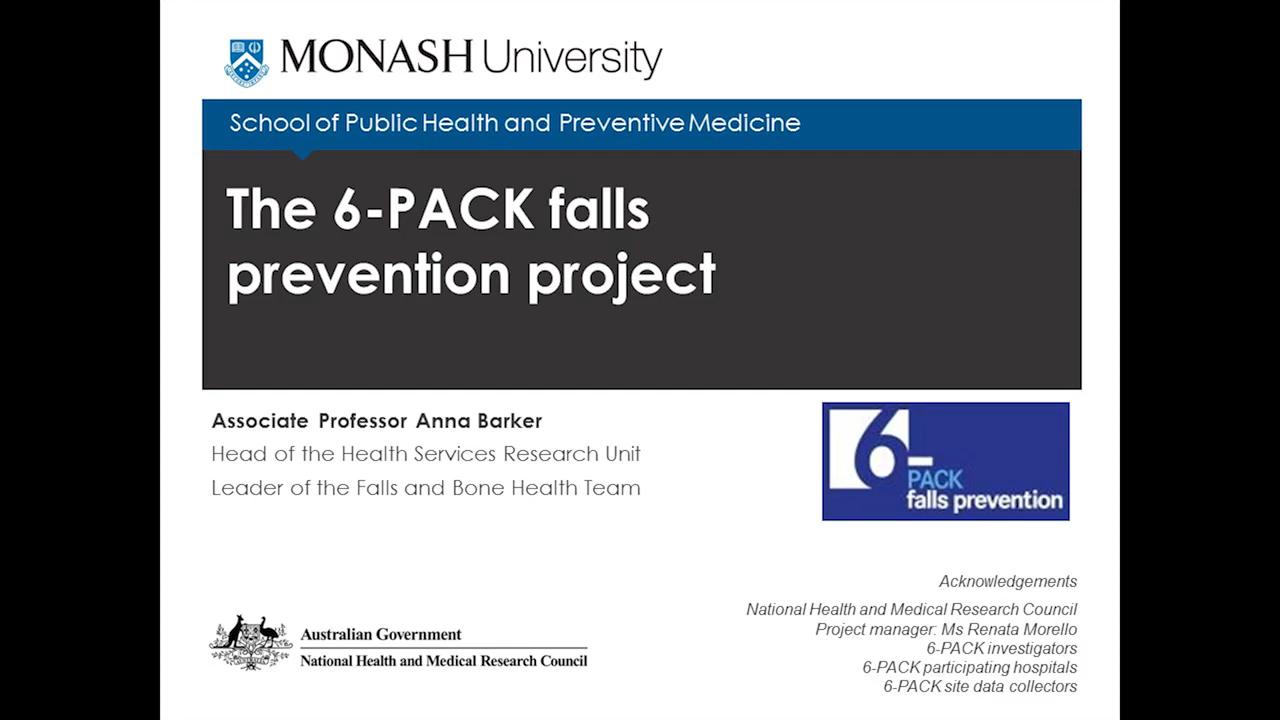 MONASH University
School of Public Health and Preventive Medicine
The 6-PACK falls
prevention project
Associate Professor Anna Barker
Head of the Health Services Research Unit
Leader of the Falls and Bone Health Team
6-
PACK
falls prevention
Acknowledgements
National Health and Medical Research Council
Project manager: Ms Renata Morello
6-PACK investigators
6-PACK participating hospitals
6-PACK site data collectors
Australian Government
National Health and Medical Research Council